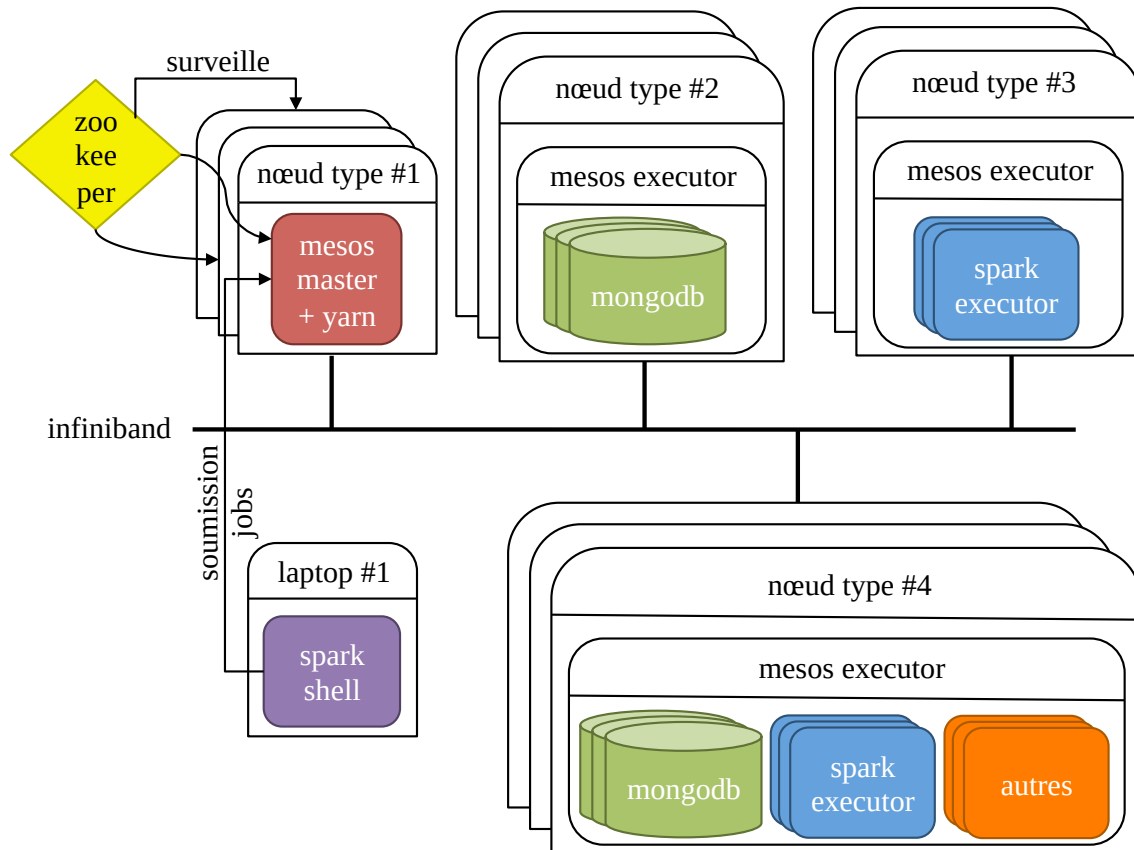 surveille
zoo
kee
per
nœud type #1
mesos
master
+ yarn
nœud type #2
mesos executor
mongodb
nœud type #3
mesos executor
spark
executor
infiniband
soumission
jobs
laptop #1
spark
shell
nœud type #4
mesos executor
mongodb
spark
executor
autres